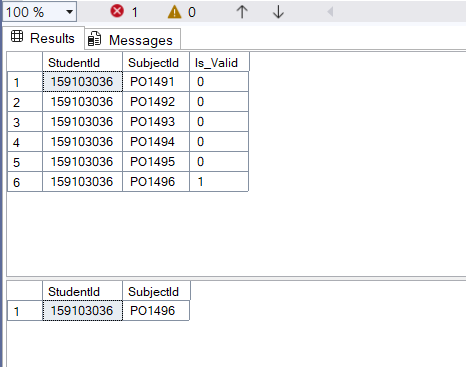 100 % 1 0
Results Messages
StudentId SubjectId Is_Valid
1 159103036 PO1491 0
2 159103036 PO1492 0
3 159103036 PO1493 0
4 159103036 PO1494 0
5 159103036 PO1495 0
6 159103036 PO1496 1
StudentId SubjectId
1 159103036 PO1496